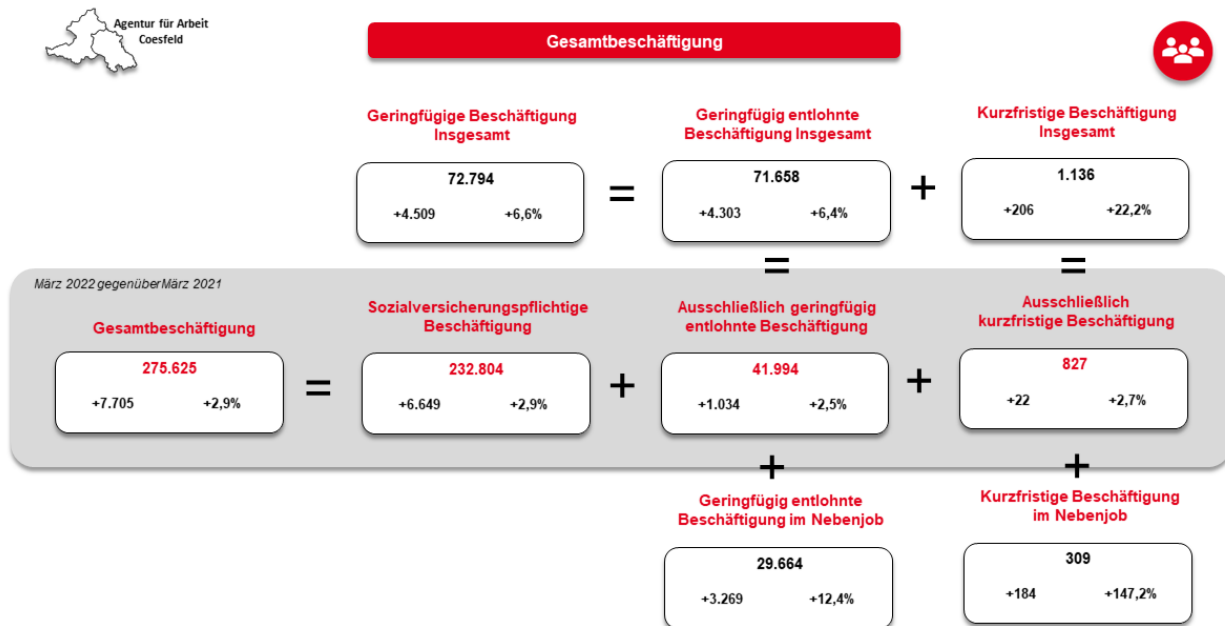 Agentur für Arbeit
Coesfeld
Gesamtbeschäftigung
Geringfügige Beschäftigung
Insgesamt
72.794
+4.509 +6,6%
=
Geringfügig entlohnte
Beschäftigung Insgesamt
71.658
+4.303 +6,4%
+
Kurzfristige Beschäftigung
Insgesamt
1.136
+206 +22,2%
= =
März 2022 gegenüber März 2021
Gesamtbeschäftigung
275.625
+7.705 +2,9%
=
Sozialversicherungspflichtige
Beschäftigung
232.804
+6.649 +2,9%
+
Ausschließlich geringfügig
entlohnte Beschäftigung
41.994
+1.034 +2,5%
+
Ausschließlich
kurzfristige Beschäftigung
827
+22 +2,7%
+ +
Geringfügig entlohnte
Beschäftigung im Nebenjob
29.664
+3.269 +12,4%
Kurzfristige Beschäftigung
im Nebenjob
309
+184 +147,2%